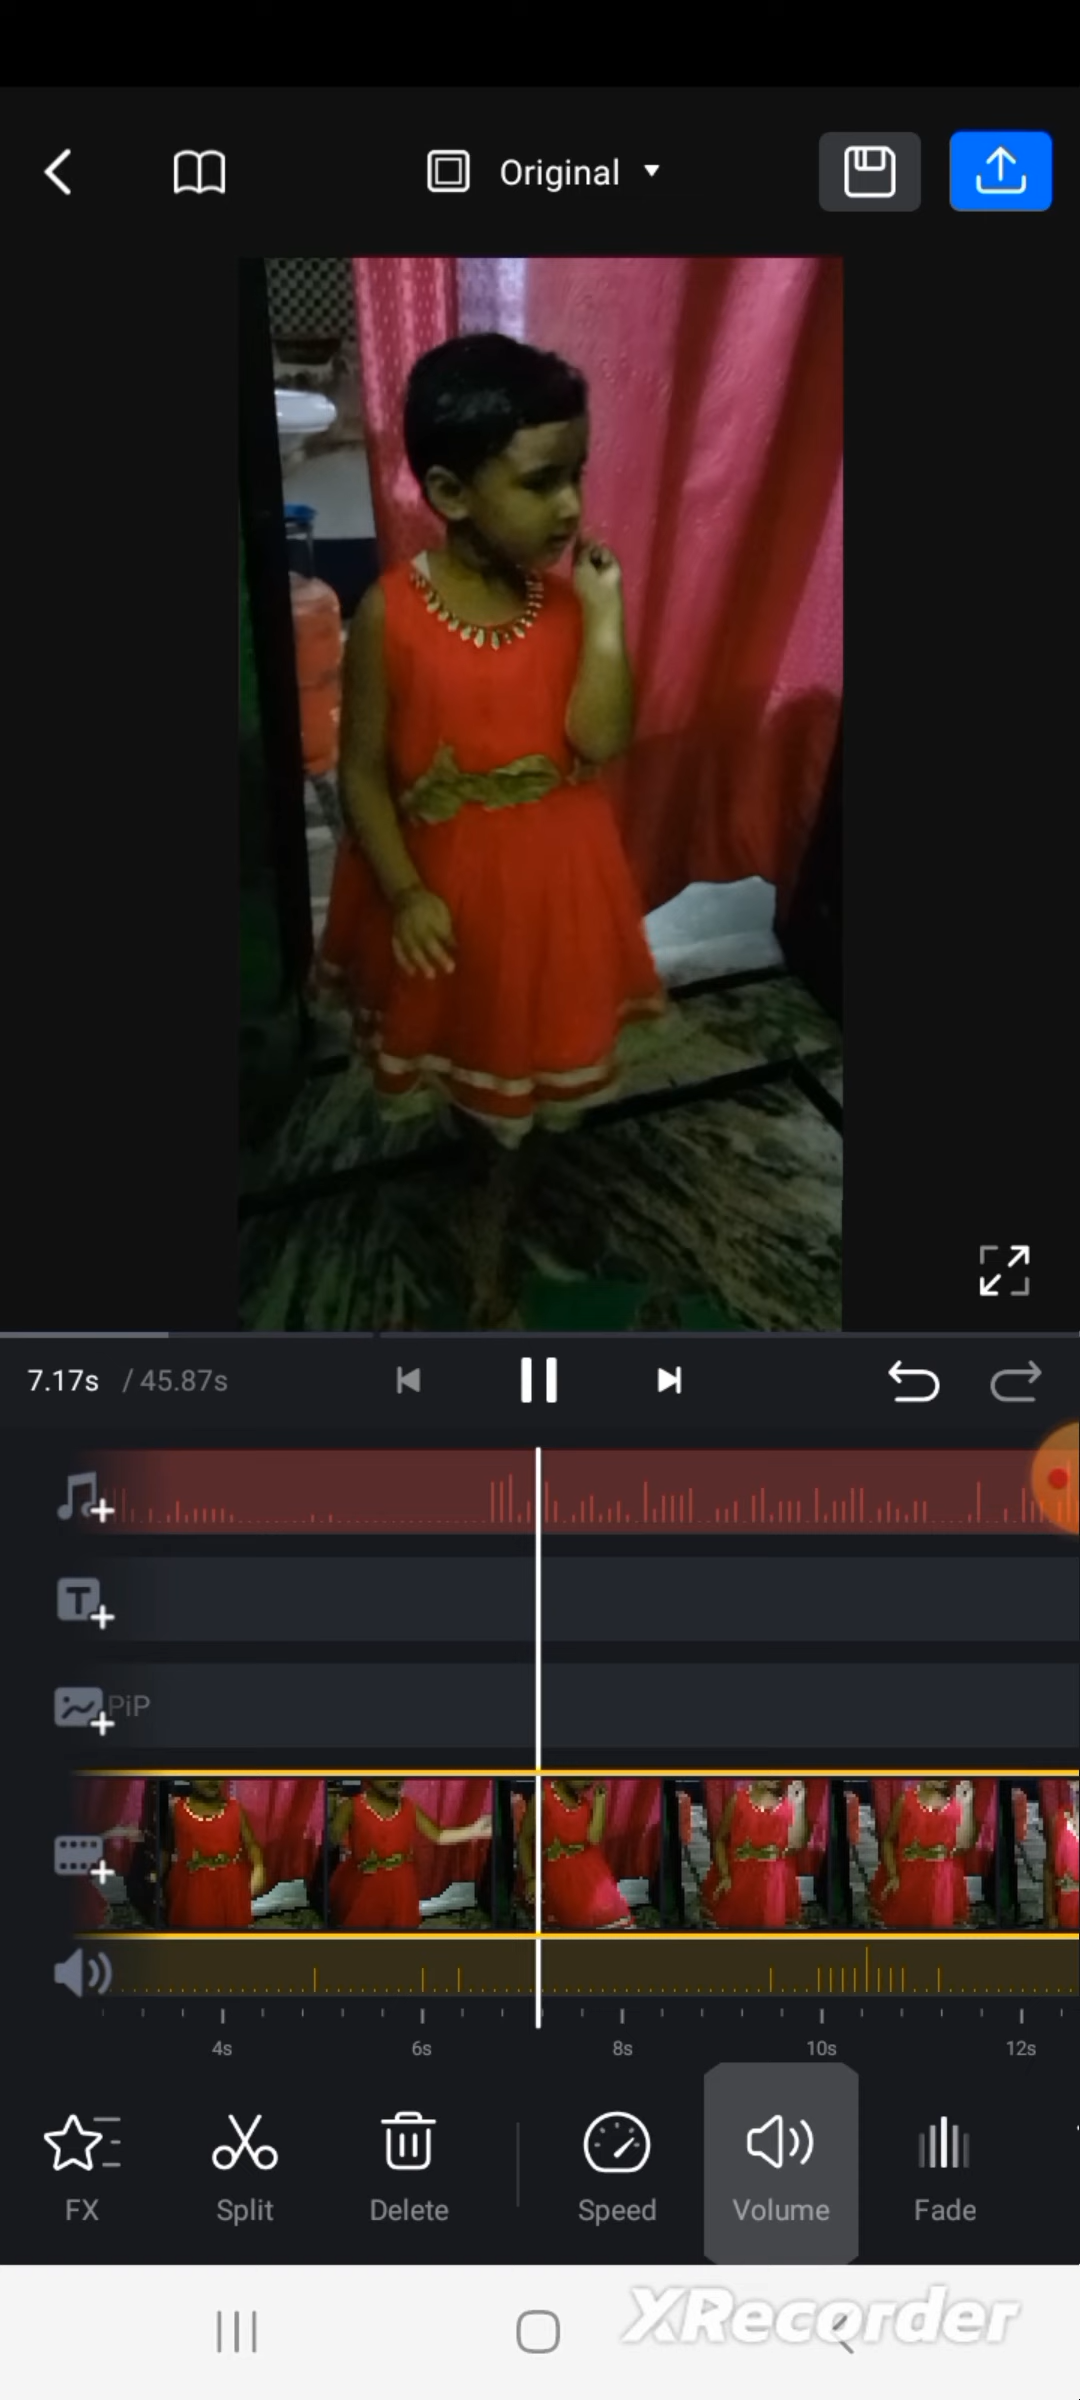 Original
7.17s / 45.87s
T
PiP
4s 6s 8s 10s 12s
FX Split Delete Speed Volume Fade
XRecorder